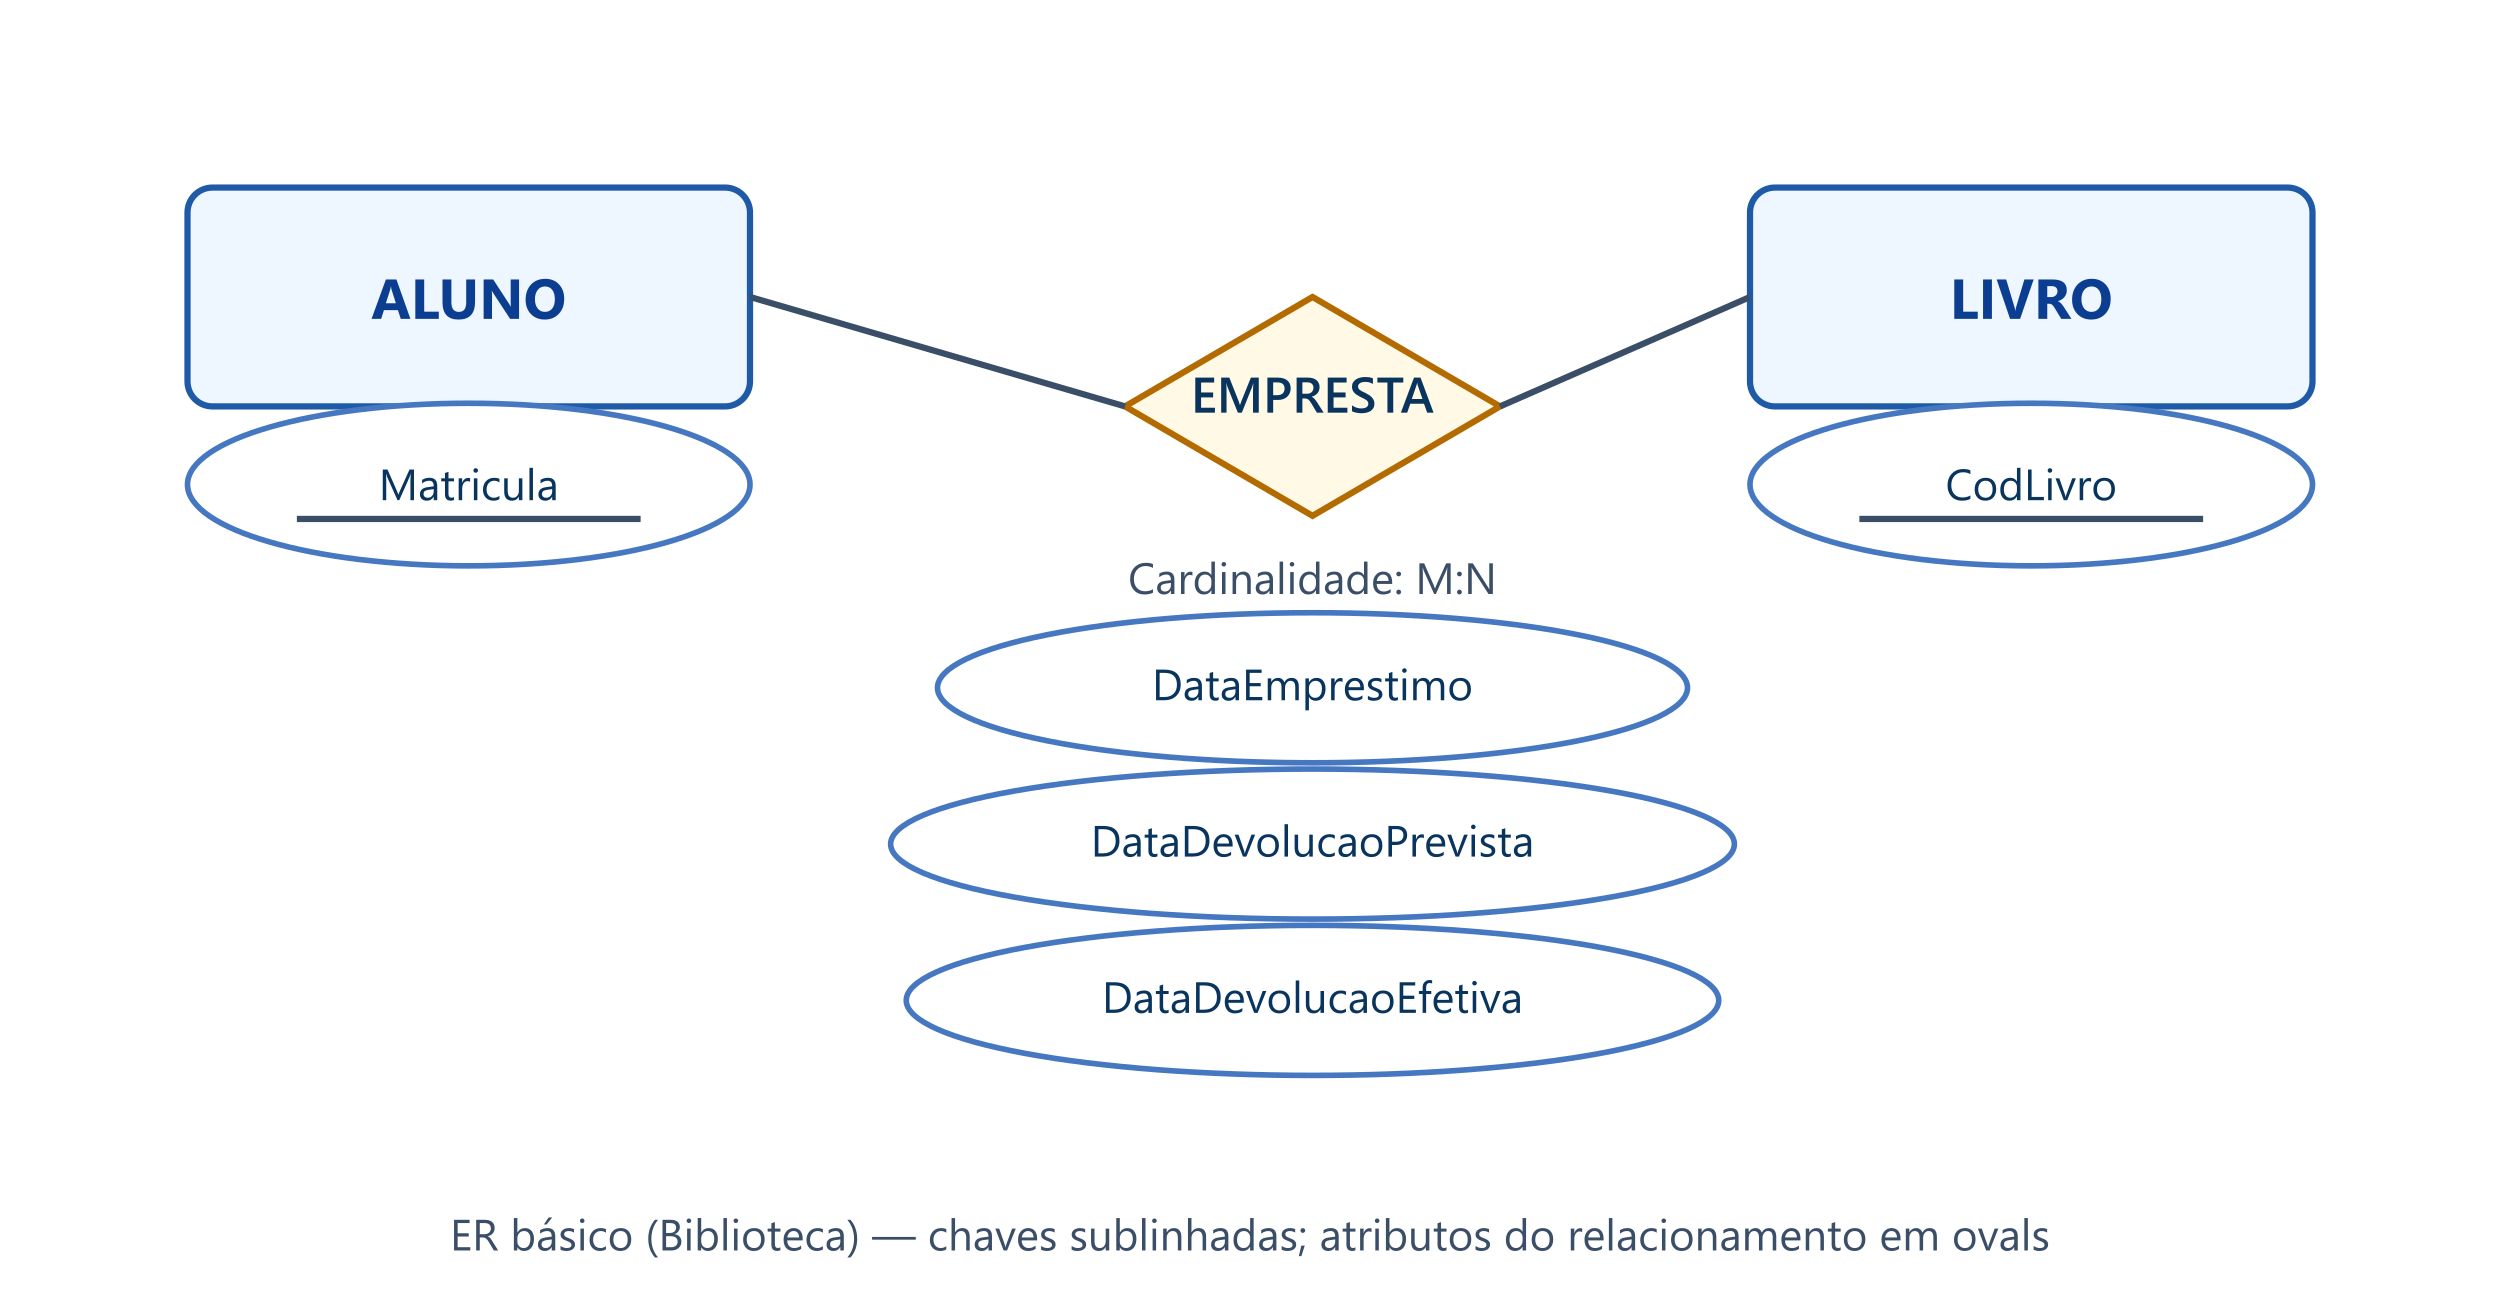 ALUNO
LIVRO
EMPRESTA
Matricula
CodLivro
Cardinalidade: M:N
DataEmprestimo
DataDevolucaoPrevista
DataDevolucaoEfetiva
ER básico (Biblioteca) — chaves sublinhadas; atributos do relacionamento em ovals